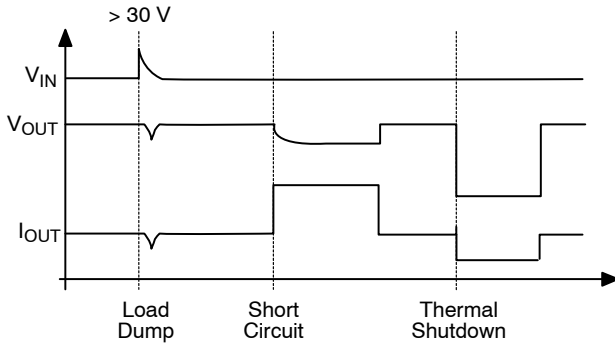 > 30 V
VIN
VOUT
IOUT
Load
Dump
Short
Circuit
Thermal
Shutdown